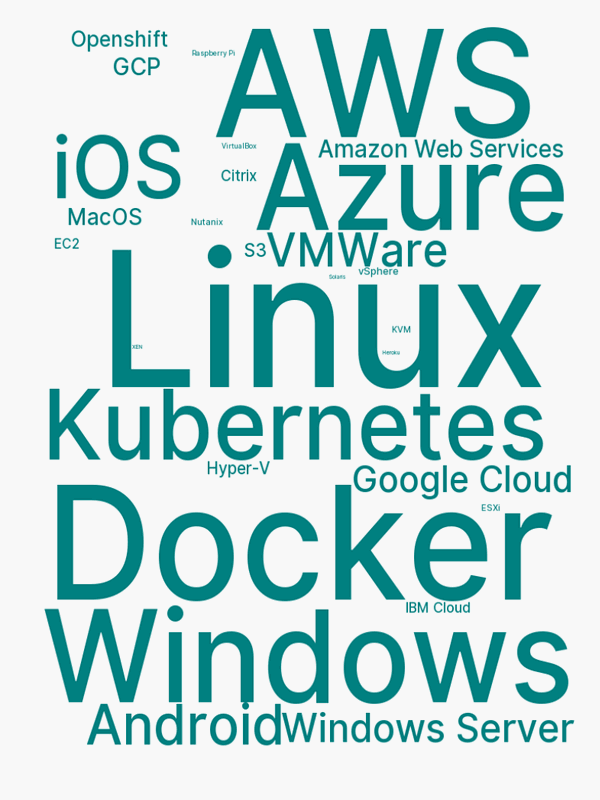 Openshift
Raspberry Pi
AWS
GCP
iOS
VirtualBox
Amazon Web Services
Citrix
Azure
MacOS
Nutanix
EC2
S3
VMWare
vSphere
Solaris
Linux
KVM
XEN
Heroku
Kubernetes
Hyper-V
Google Cloud
Docker
ESXi
IBM Cloud
Windows
Android
Windows Server